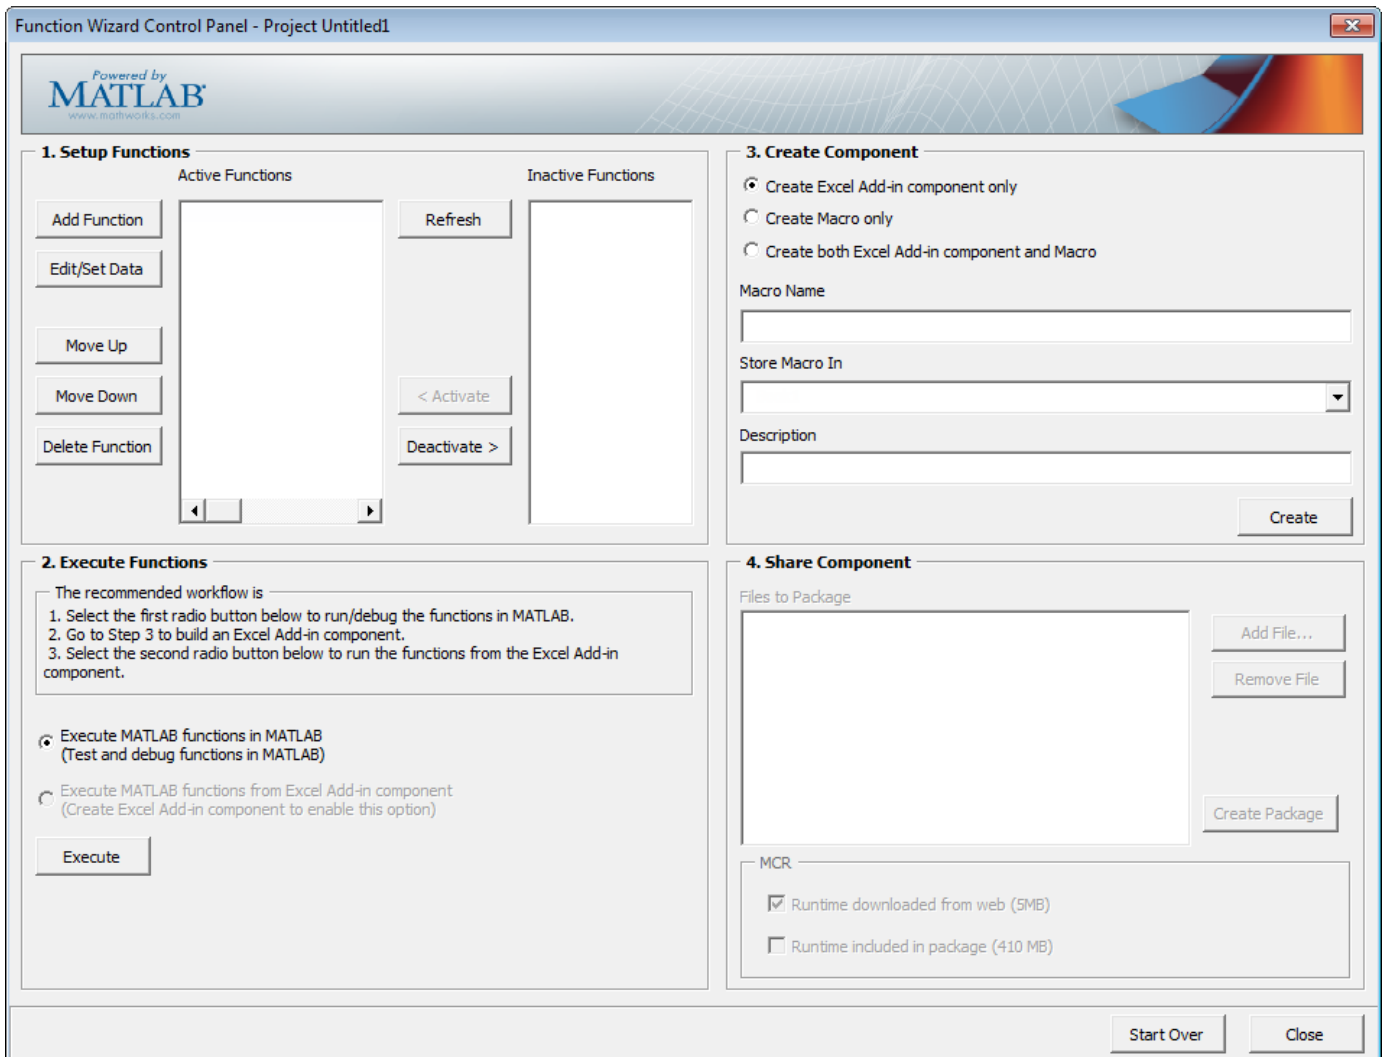 Function Wizard Control Panel - Project Untitled1
Powered by
MATLAB®
www.mathworks.com
1. Setup Functions
Active Functions
Inactive Functions
Add Function
Refresh
Edit/Set Data
Move Up
Move Down
< Activate
Delete Function
Deactivate >
2. Execute Functions
The recommended workflow is
1. Select the first radio button below to run/debug the functions in MATLAB.
2. Go to Step 3 to build an Excel Add-in component.
3. Select the second radio button below to run the functions from the Excel Add-in
component.
Execute MATLAB functions in MATLAB
(Test and debug functions in MATLAB)
Execute MATLAB functions from Excel Add-in component
(Create Excel Add-in component to enable this option)
Execute
3. Create Component
Create Excel Add-in component only
Create Macro only
Create both Excel Add-in component and Macro
Macro Name
Store Macro In
Description
Create
4. Share Component
Files to Package
Add File...
Remove File
Create Package
MCR
Runtime downloaded from web (5MB)
Runtime included in package (410 MB)
Start Over
Close